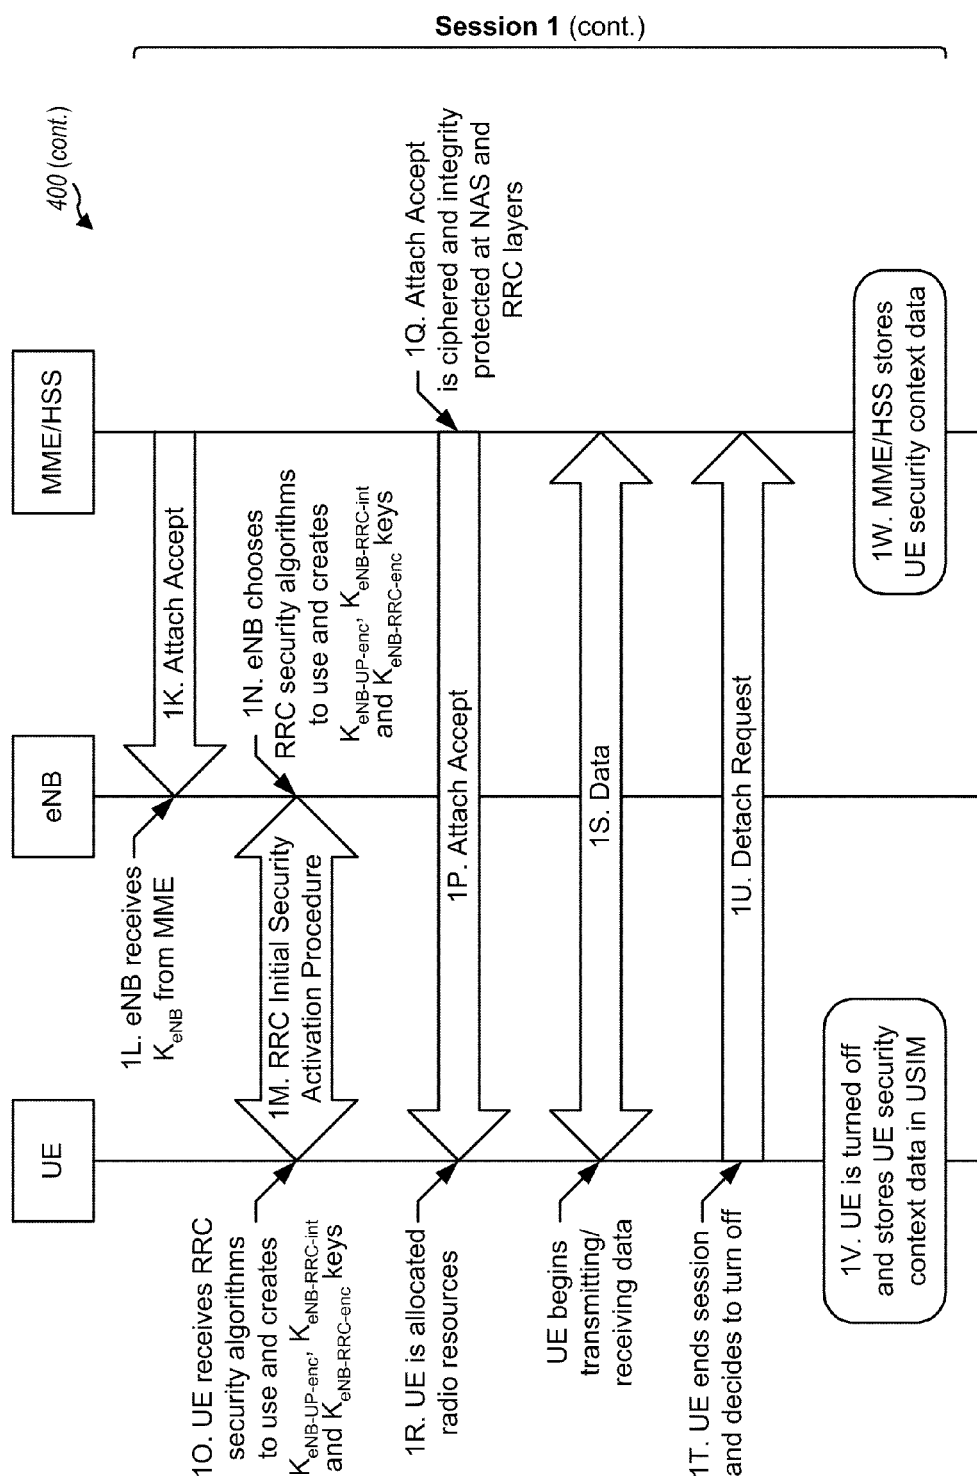 400 (cont.)
Session 1 (cont.)
UE
eNB
MME/HSS
1K. Attach Accept
1L. eNB receives
K_eNB from MME
1M. RRC Initial Security
Activation Procedure
1N. eNB chooses
RRC security algorithms
to use and creates
K_eNB-UP-enc, K_eNB-RRC-int
and K_eNB-RRC-enc keys
1O. UE receives RRC
security algorithms
to use and creates
K_eNB-UP-enc, K_eNB-RRC-int
and K_eNB-RRC-enc keys
1P. Attach Accept
1Q. Attach Accept
is ciphered and integrity
protected at NAS and
RRC layers
1R. UE is allocated
radio resources
1S. Data
UE begins
transmitting/
receiving data
1T. UE ends session
and decides to turn off
1U. Detach Request
1V. UE is turned off
and stores UE security
context data in USIM
1W. MME/HSS stores
UE security context data